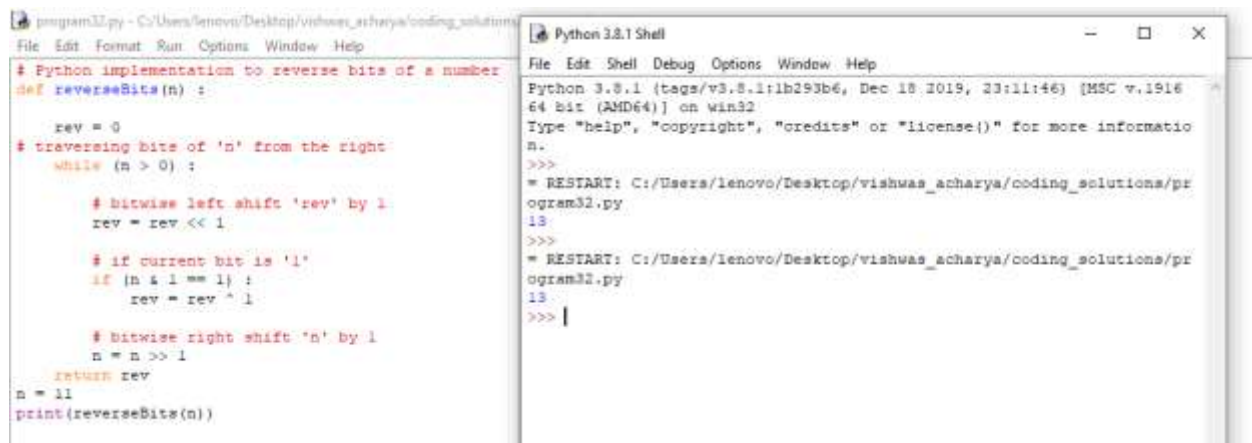 program32.py - C:/Users/lenovo/Desktop/vishwas_acharya/coding_solutions
File Edit Format Run Options Window Help
# Python implementation to reverse bits of a number
def reverseBits(n) :
rev = 0
# traversing bits of 'n' from the right
while (n > 0) :
# bitwise left shift 'rev' by 1
rev = rev << 1
# if current bit is '1'
if (n & 1 == 1) :
rev = rev ^ 1
# bitwise right shift 'n' by 1
n = n >> 1
return rev
n = 11
print(reverseBits(n))
Python 3.8.1 Shell
File Edit Shell Debug Options Window Help
Python 3.8.1 (tags/v3.8.1:1b293b6, Dec 18 2019, 23:11:46) [MSC v.1916
64 bit (AMD64)] on win32
Type "help", "copyright", "credits" or "license()" for more informatio
n.
>>>
= RESTART: C:/Users/lenovo/Desktop/vishwas_acharya/coding_solutions/pr
ogram32.py
13
>>>
= RESTART: C:/Users/lenovo/Desktop/vishwas_acharya/coding_solutions/pr
ogram32.py
13
>>>